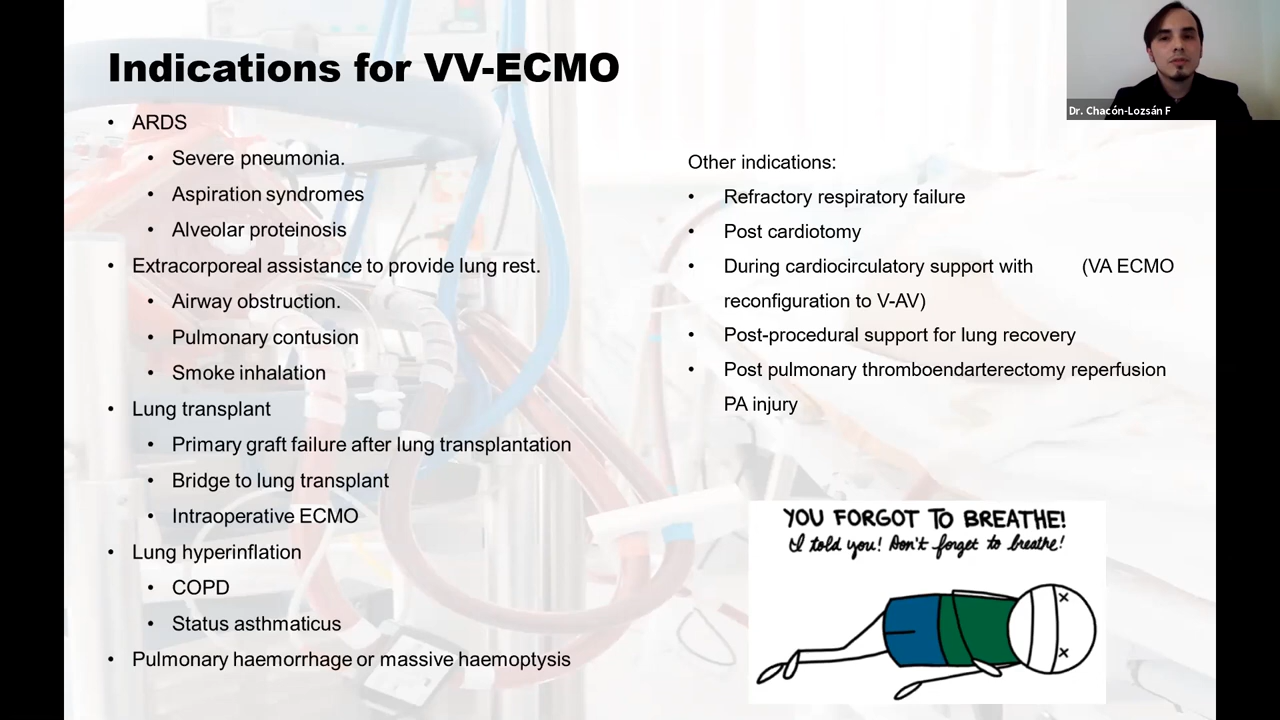 Indications for VV-ECMO
• ARDS
• Severe pneumonia.
• Aspiration syndromes
• Alveolar proteinosis
• Extracorporeal assistance to provide lung rest.
• Airway obstruction.
• Pulmonary contusion
• Smoke inhalation
• Lung transplant
• Primary graft failure after lung transplantation
• Bridge to lung transplant
• Intraoperative ECMO
• Lung hyperinflation
• COPD
• Status asthmaticus
• Pulmonary haemorrhage or massive haemoptysis
Other indications:
• Refractory respiratory failure
• Post cardiotomy
• During cardiocirculatory support with (VA ECMO
reconfiguration to V-AV)
• Post-procedural support for lung recovery
• Post pulmonary thromboendarterectomy reperfusion
PA injury
YOU FORGOT TO BREATHE!
I told you! Don't forget to breathe!
Dr. Chacón-Lozsán F